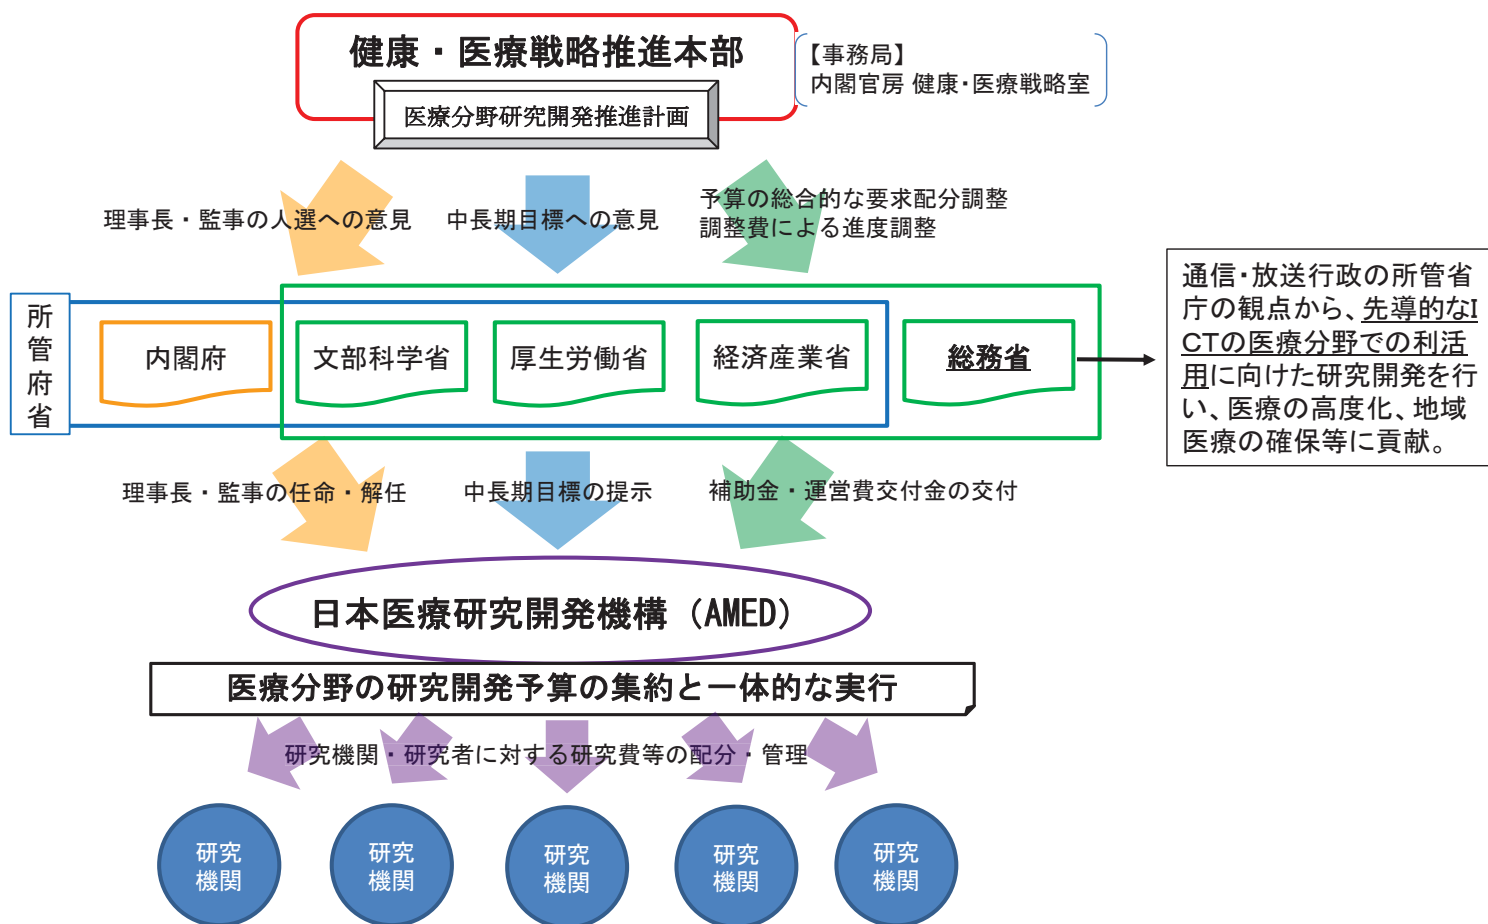 健康・医療戦略推進本部
医療分野研究開発推進計画
【事務局】
内閣官房 健康・医療戦略室
理事長・監事の人選への意見
中長期目標への意見
予算の総合的な要求配分調整
調整費による進度調整
所管府省
内閣府
文部科学省
厚生労働省
経済産業省
総務省
通信・放送行政の所管省
庁の観点から、先導的なI
CTの医療分野での利活
用に向けた研究開発を行
い、医療の高度化、地域
医療の確保等に貢献。
理事長・監事の任命・解任
中長期目標の提示
補助金・運営費交付金の交付
日本医療研究開発機構（AMED）
医療分野の研究開発予算の集約と一体的な実行
研究機関・研究者に対する研究費等の配分・管理
研究
機関
研究
機関
研究
機関
研究
機関
研究
機関